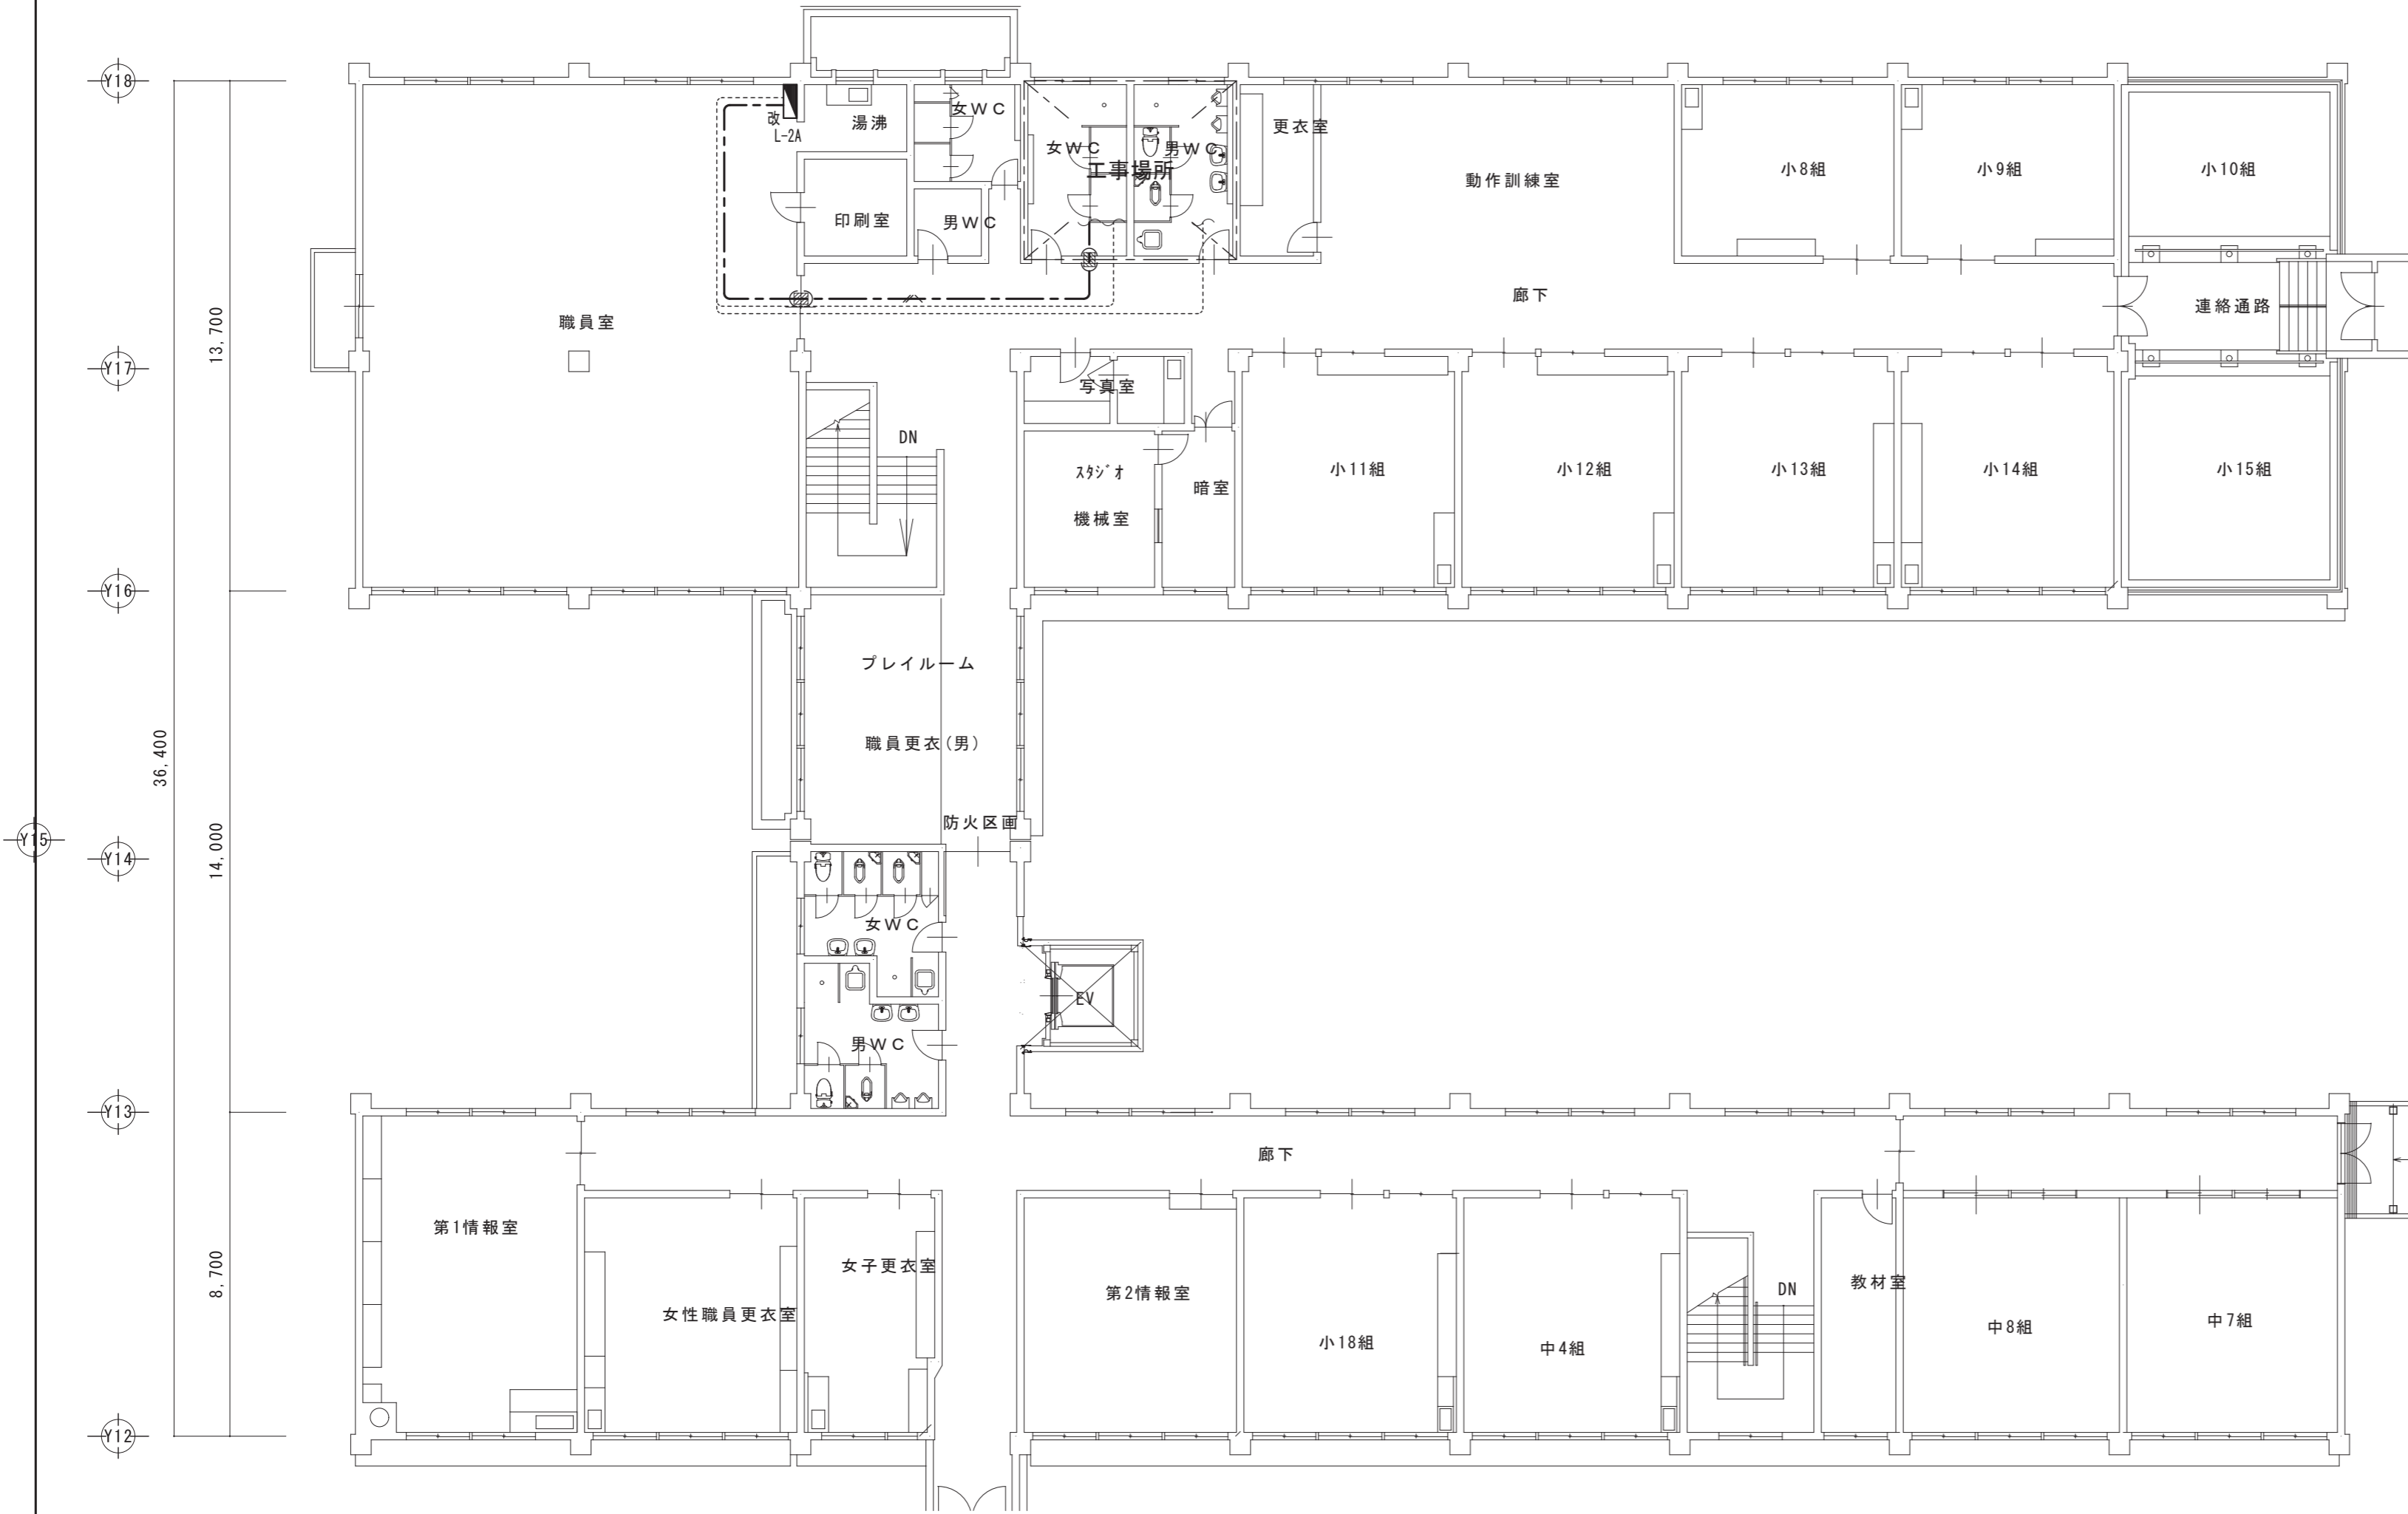 Y18
改
L-2A
湯沸
女WC
女WC
男WC
工事場所
更衣室
動作訓練室
小8組
小9組
小10組
印刷室
男WC
職員室
廊下
連絡通路
13,700
Y17
写真室
DN
スタジオ
機械室
暗室
小11組
小12組
小13組
小14組
小15組
Y16
プレイルーム
職員更衣(男)
36,400
防火区画
Y15
Y14
14,000
女WC
EV
男WC
Y13
廊下
第1情報室
女子更衣室
女性職員更衣室
第2情報室
小18組
中4組
DN
教材室
中8組
中7組
8,700
Y12